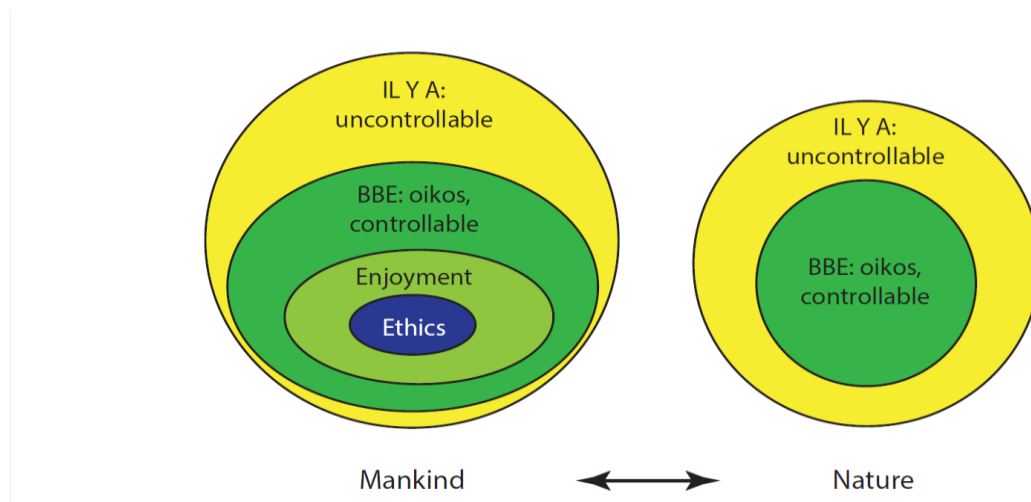 IL Y A:
uncontrollable
BBE: oikos,
controllable
Enjoyment
Ethics
IL Y A:
uncontrollable
BBE: oikos,
controllable
Mankind
Nature